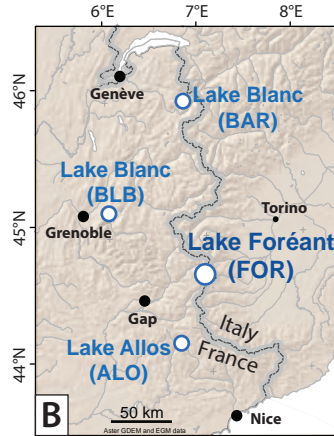 6°E 7°E 8°E
46°N
Genève
Lake Blanc
(BAR)
Lake Blanc
(BLB)
Torino
45°N
Grenoble
Lake Foréant
(FOR)
Gap
Italy
France
44°N
Lake Allos
(ALO)
B
50 km
Nice
Aster GDEM and EGM data